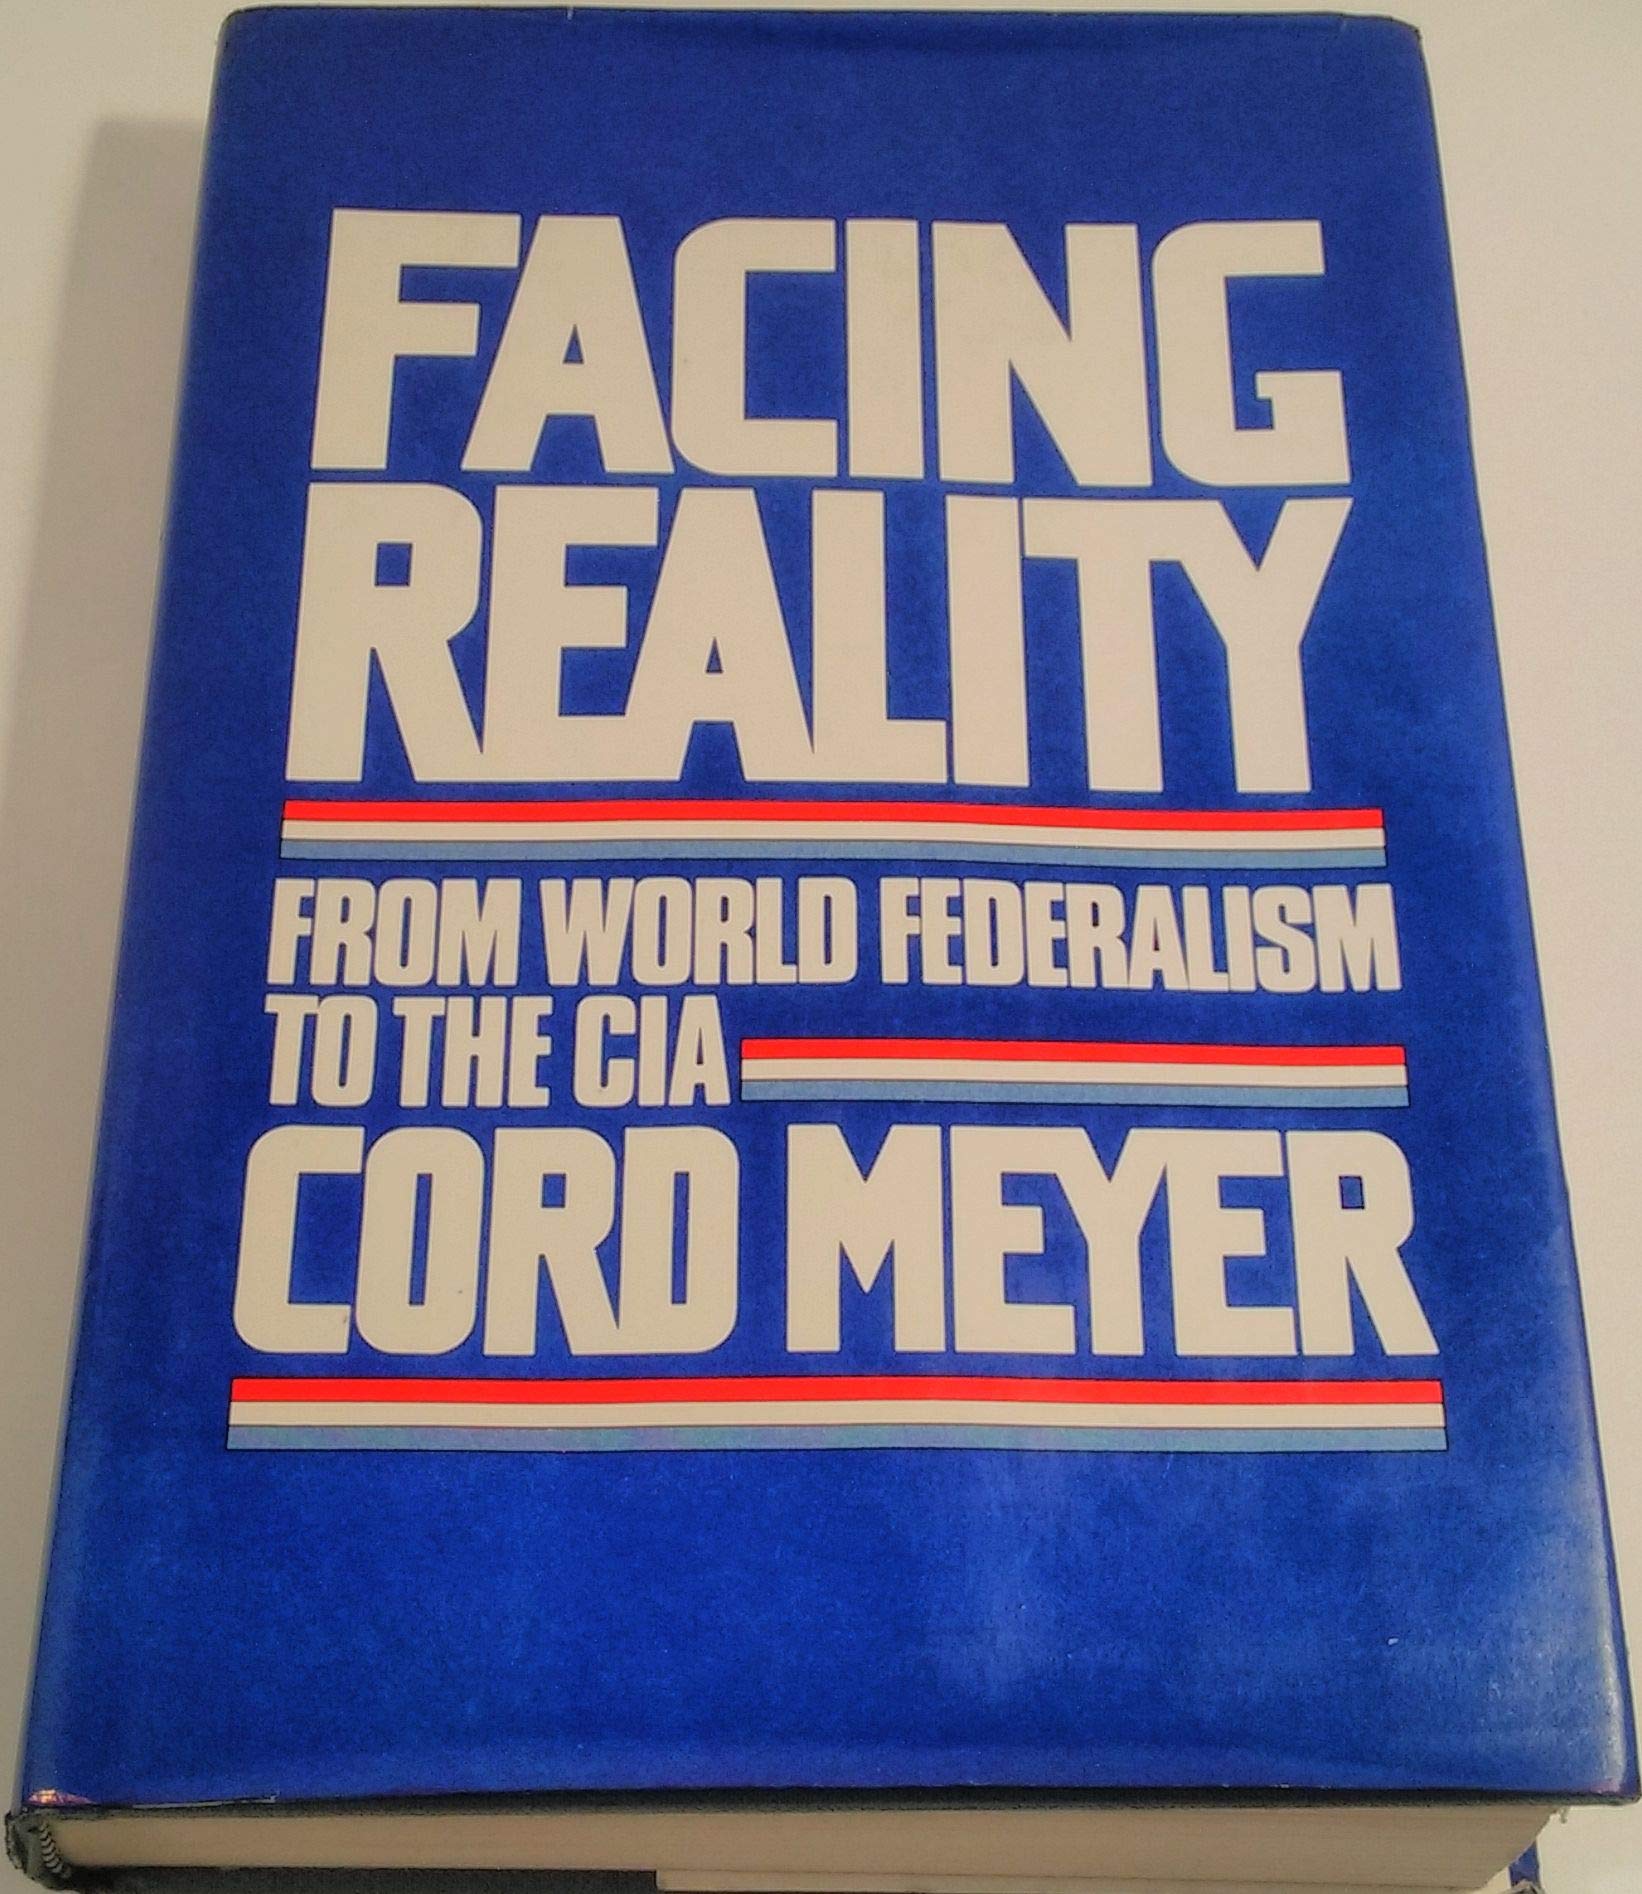 FACING
REALITY
FROM WORLD FEDERALISM
TO THE CIA
CORD MEYER